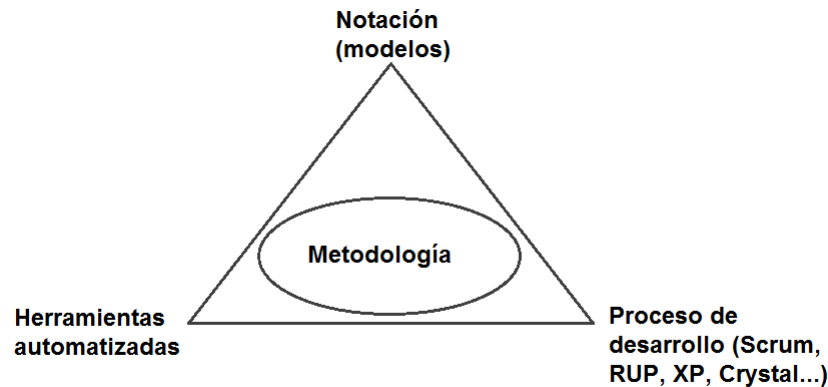 Notación
(modelos)
Metodología
Herramientas
automatizadas
Proceso de
desarrollo (Scrum,
RUP, XP, Crystal...)